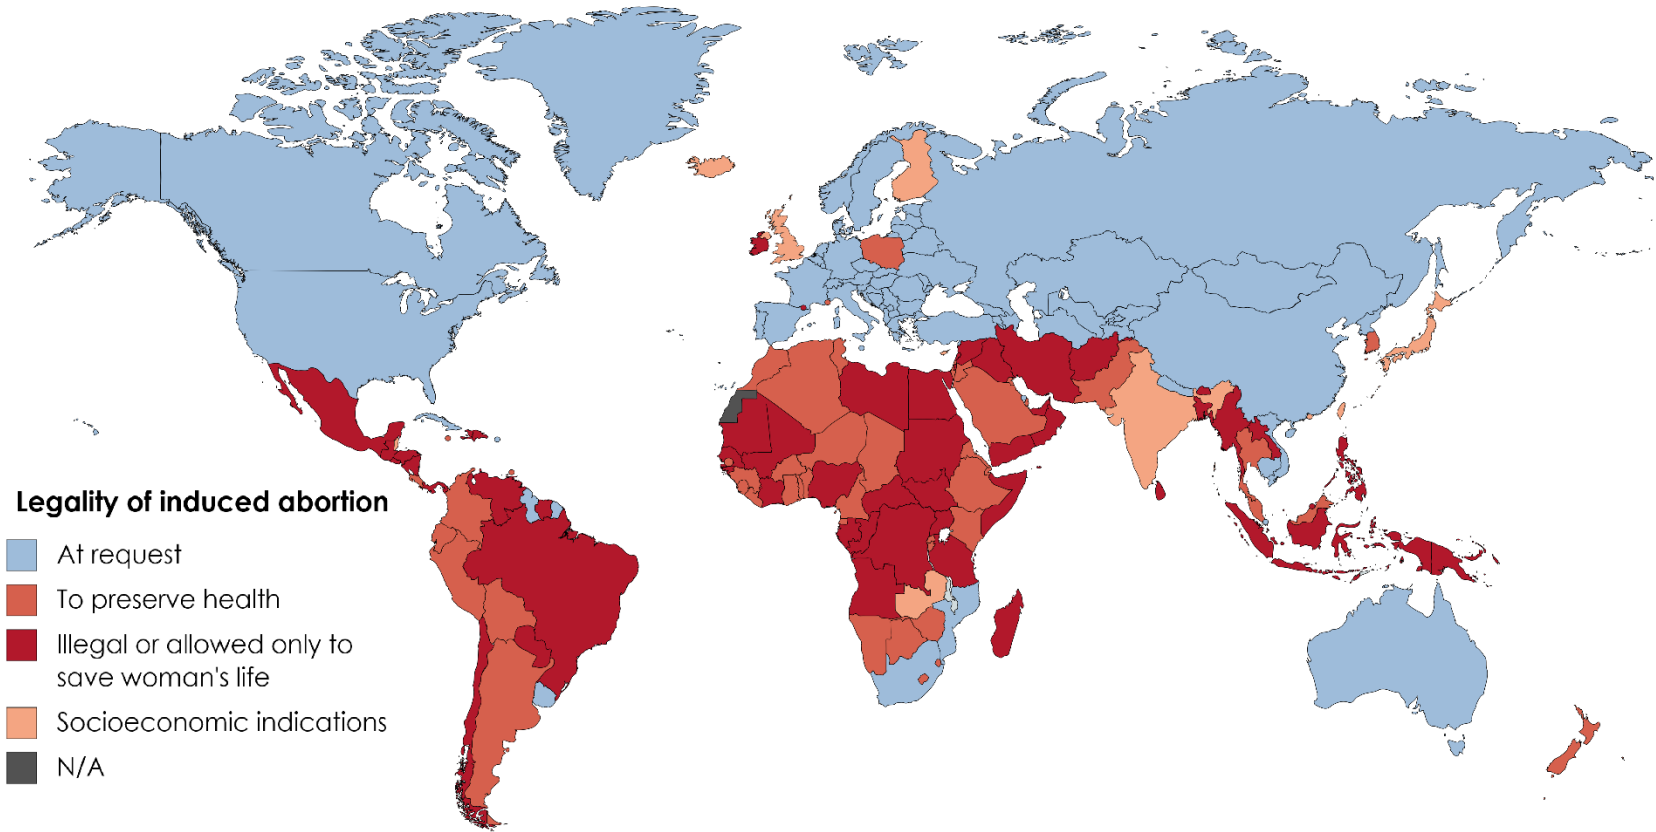 Legality of induced abortion
At request
To preserve health
Illegal or allowed only to
save woman's life
Socioeconomic indications
N/A